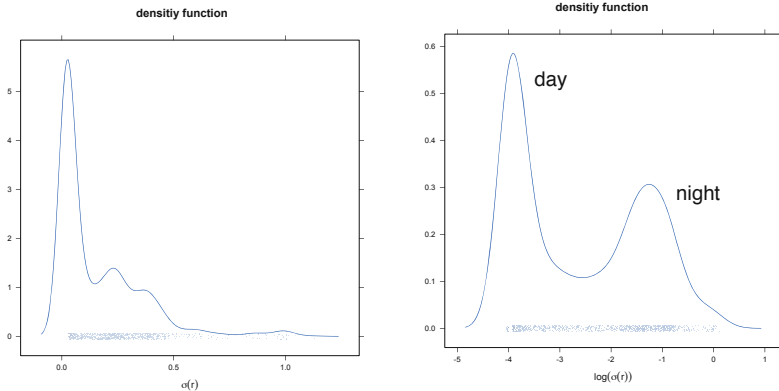 densitiy function
5
4
3
2
1
0
0.0 0.5 1.0
σ(r)
densitiy function
0.6
0.5
0.4
0.3
0.2
0.1
0.0
day
night
-5 -4 -3 -2 -1 0 1
log(σ(r))